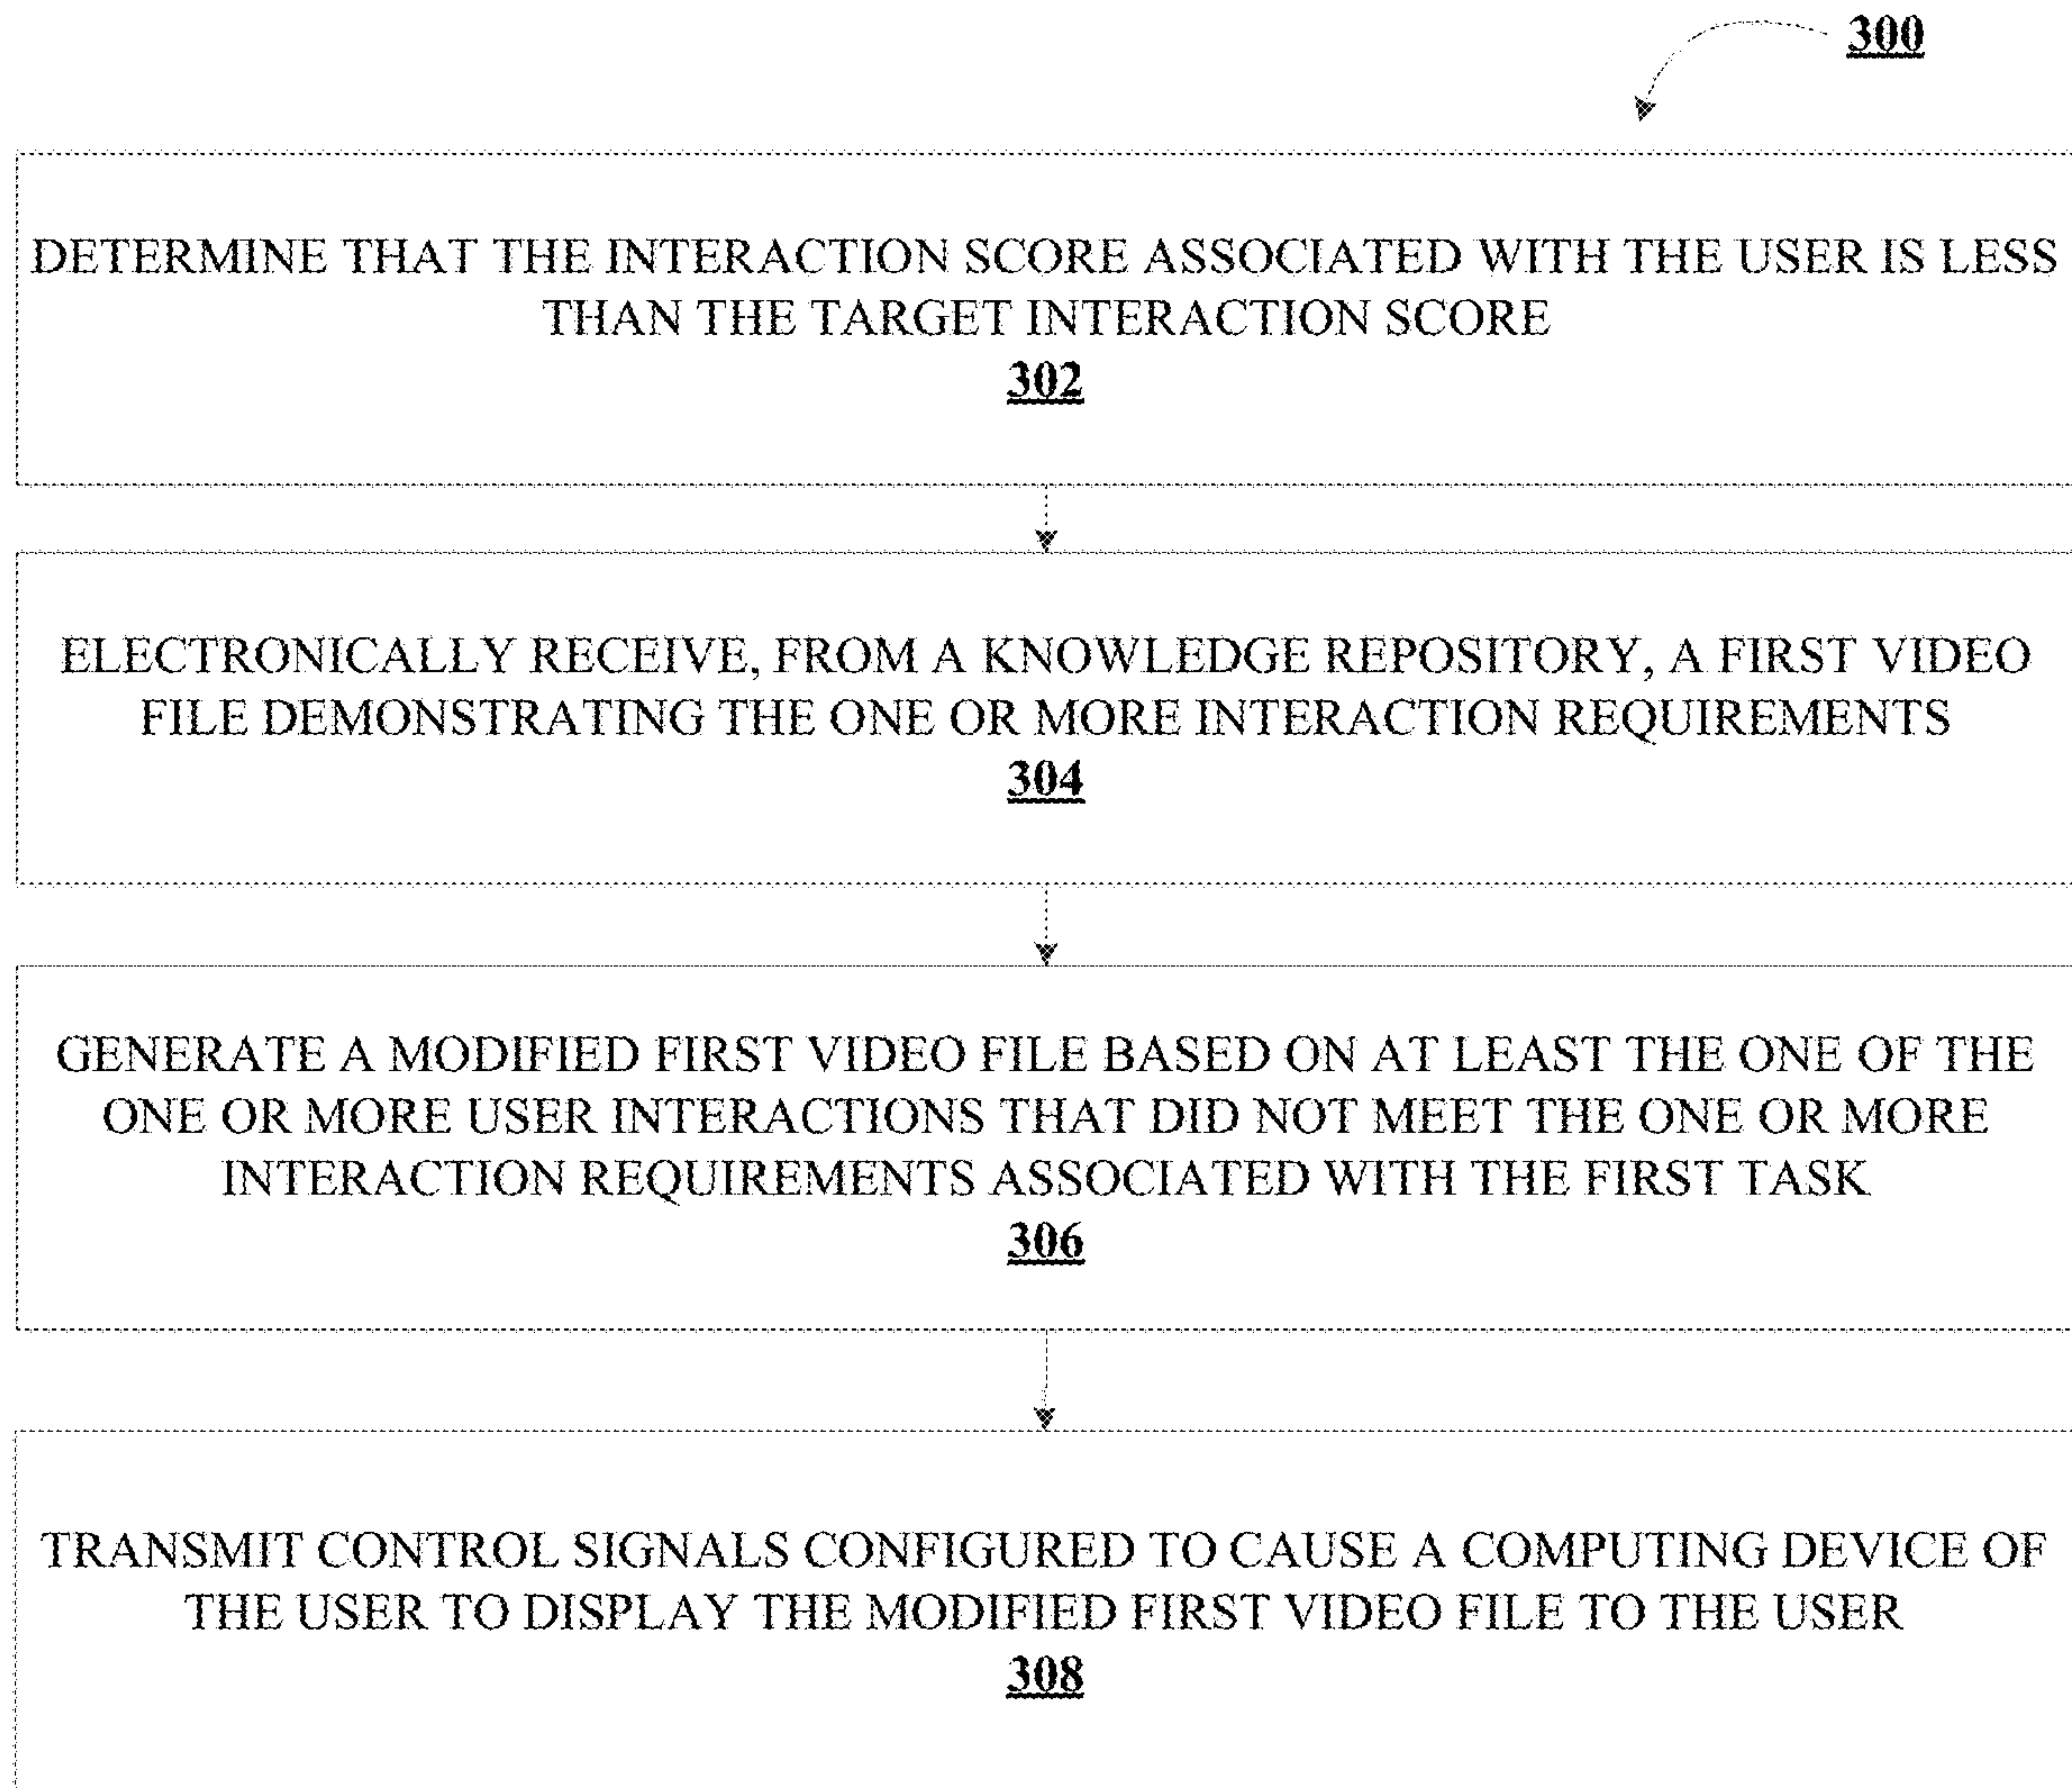 300
DETERMINE THAT THE INTERACTION SCORE ASSOCIATED WITH THE USER IS LESS
THAN THE TARGET INTERACTION SCORE
302
ELECTRONICALLY RECEIVE, FROM A KNOWLEDGE REPOSITORY, A FIRST VIDEO
FILE DEMONSTRATING THE ONE OR MORE INTERACTION REQUIREMENTS
304
GENERATE A MODIFIED FIRST VIDEO FILE BASED ON AT LEAST THE ONE OF THE
ONE OR MORE USER INTERACTIONS THAT DID NOT MEET THE ONE OR MORE
INTERACTION REQUIREMENTS ASSOCIATED WITH THE FIRST TASK
306
TRANSMIT CONTROL SIGNALS CONFIGURED TO CAUSE A COMPUTING DEVICE OF
THE USER TO DISPLAY THE MODIFIED FIRST VIDEO FILE TO THE USER
308